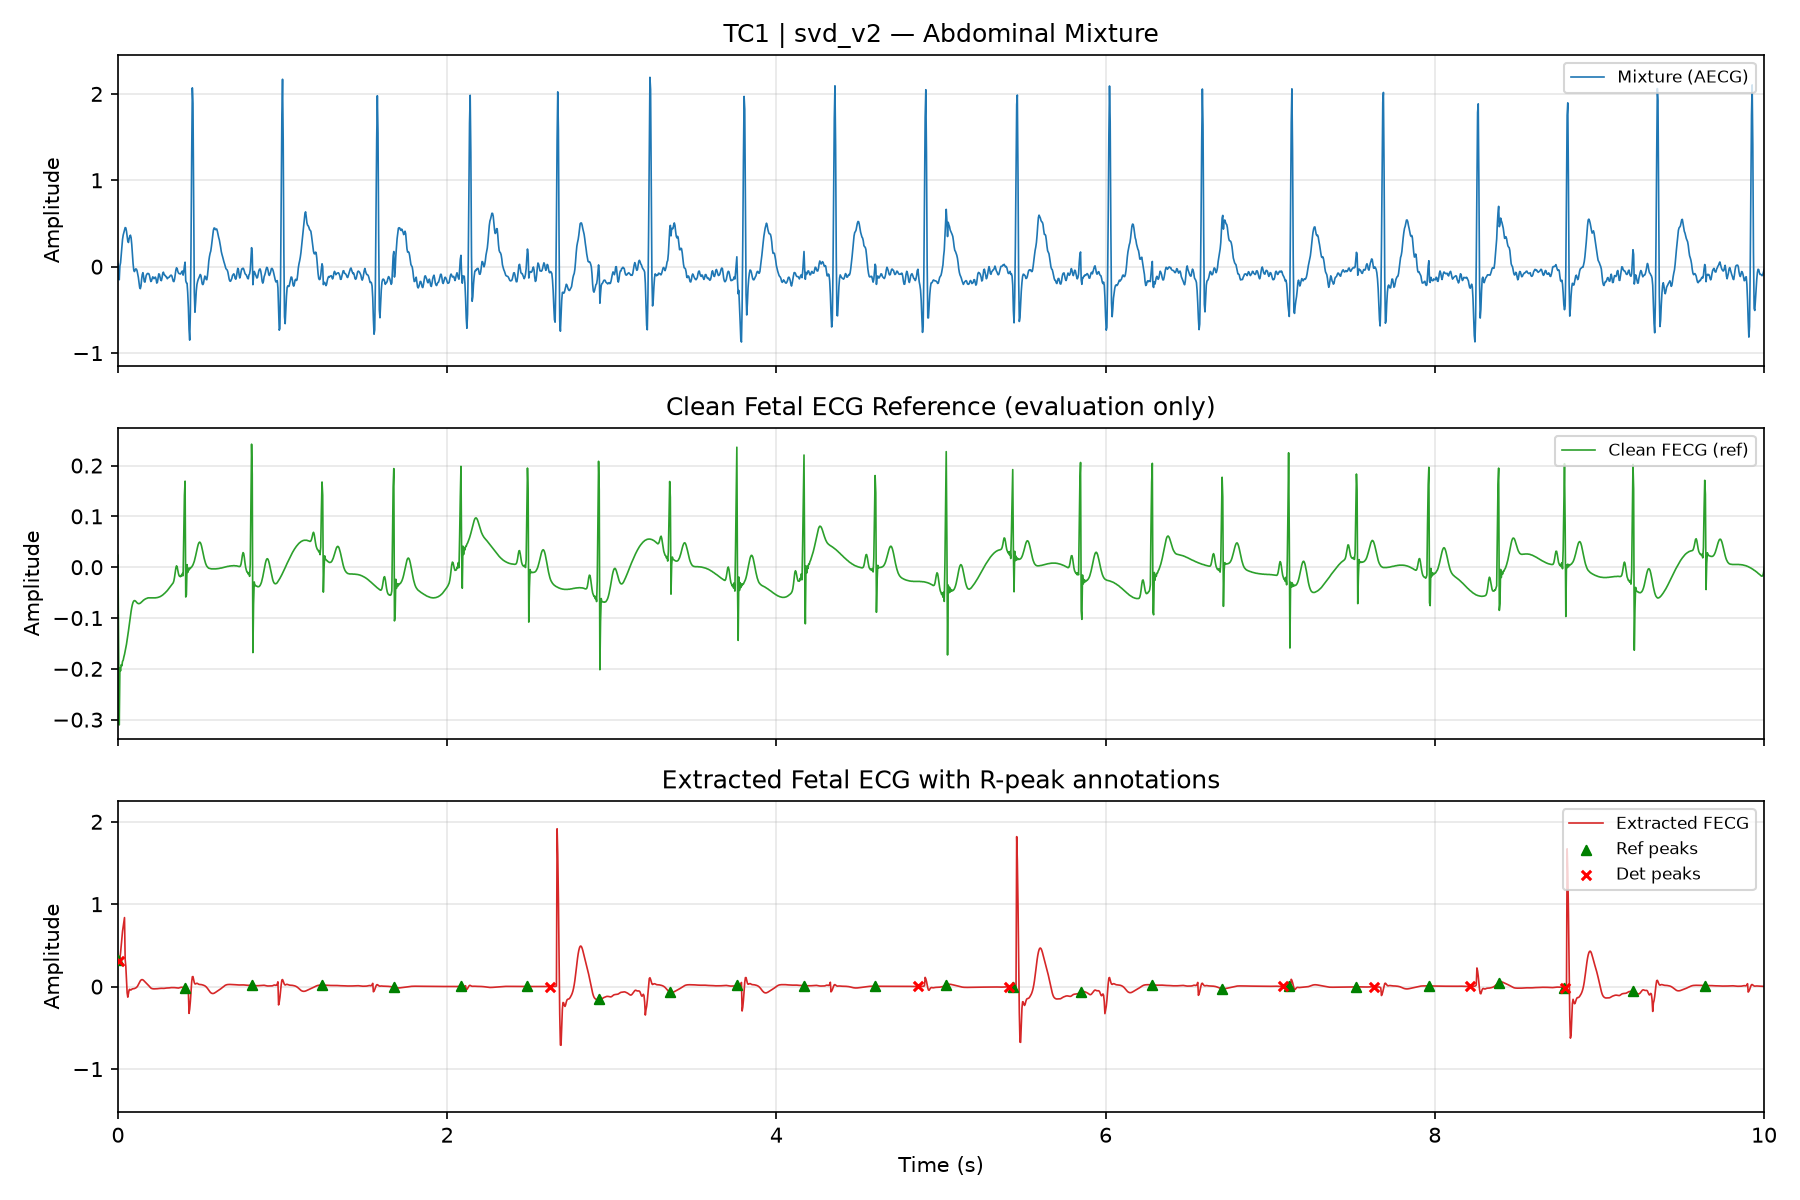 TC1 | svd_v2 — Abdominal Mixture
Mixture (AECG)
Amplitude
2
1
0
−1
Clean Fetal ECG Reference (evaluation only)
Clean FECG (ref)
Amplitude
0.2
0.1
0.0
−0.1
−0.2
−0.3
Extracted Fetal ECG with R-peak annotations
Extracted FECG
Ref peaks
Det peaks
Amplitude
2
1
0
−1
0 2 4 6 8 10
Time (s)